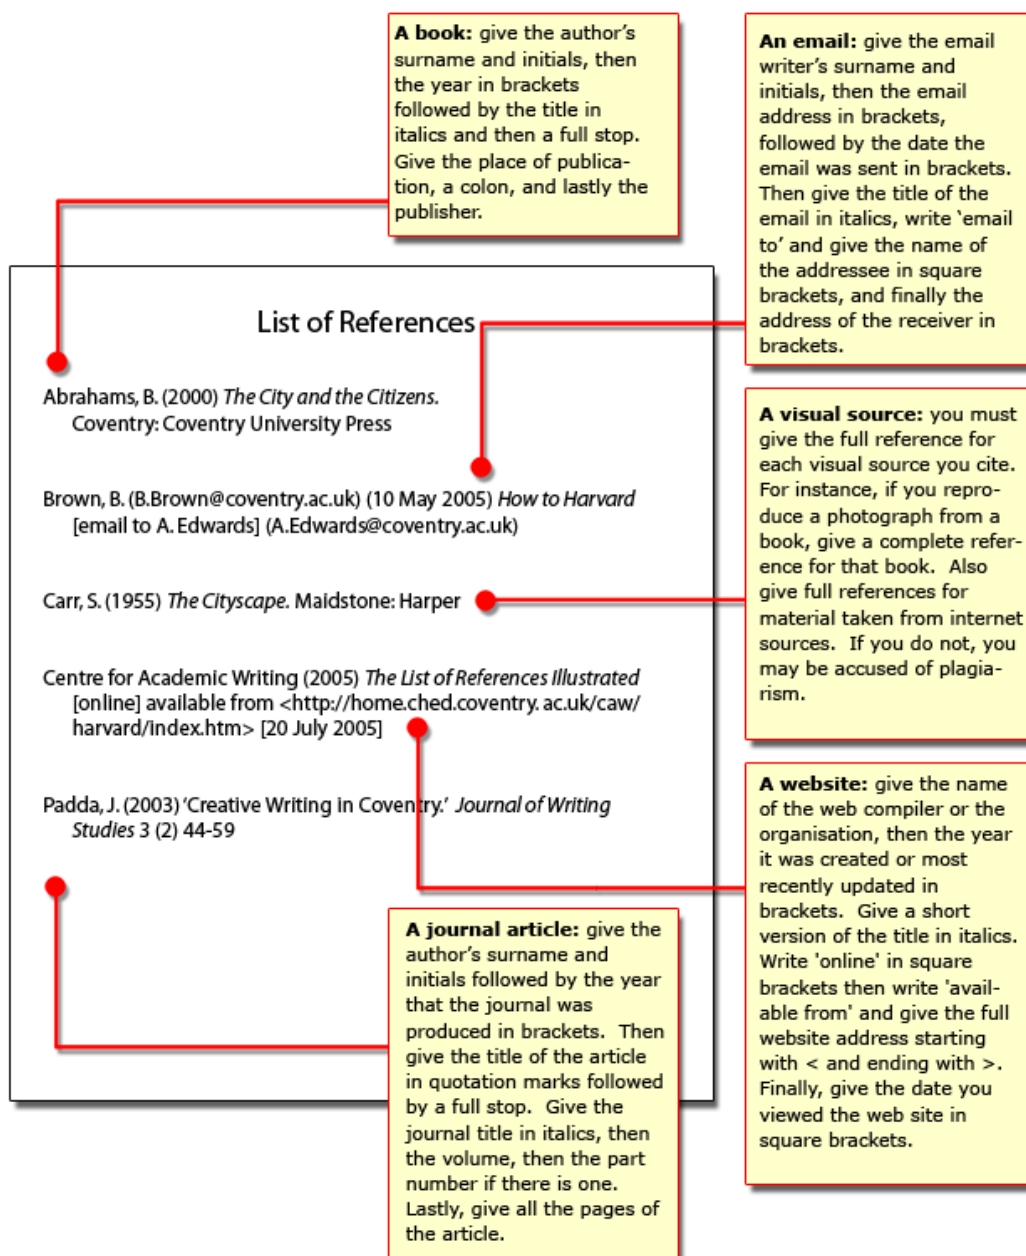 A book: give the author's
surname and initials, then
the year in brackets
followed by the title in
italics and then a full stop.
Give the place of publica-
tion, a colon, and lastly the
publisher.
An email: give the email
writer's surname and
initials, then the email
address in brackets,
followed by the date the
email was sent in brackets.
Then give the title of the
email in italics, write 'email
to' and give the name of
the addressee in square
brackets, and finally the
address of the receiver in
brackets.
List of References
Abrahams, B. (2000) The City and the Citizens.
Coventry: Coventry University Press
Brown, B. (B.Brown@coventry.ac.uk) (10 May 2005) How to Harvard
[email to A. Edwards] (A.Edwards@coventry.ac.uk)
Carr, S. (1955) The Cityscape. Maidstone: Harper
Centre for Academic Writing (2005) The List of References Illustrated
[online] available from <http://home.ched.coventry. ac.uk/caw/
harvard/index.htm> [20 July 2005]
Padda, J. (2003) 'Creative Writing in Coventry.' Journal of Writing
Studies 3 (2) 44-59
A visual source: you must
give the full reference for
each visual source you cite.
For instance, if you repro-
duce a photograph from a
book, give a complete refer-
ence for that book. Also
give full references for
material taken from internet
sources. If you do not, you
may be accused of plagia-
rism.
A website: give the name
of the web compiler or the
organisation, then the year
it was created or most
recently updated in
brackets. Give a short
version of the title in italics.
Write 'online' in square
brackets then write 'avail-
able from' and give the full
website address starting
with < and ending with >.
Finally, give the date you
viewed the web site in
square brackets.
A journal article: give the
author's surname and
initials followed by the year
that the journal was
produced in brackets. Then
give the title of the article
in quotation marks followed
by a full stop. Give the
journal title in italics, then
the volume, then the part
number if there is one.
Lastly, give all the pages of
the article.